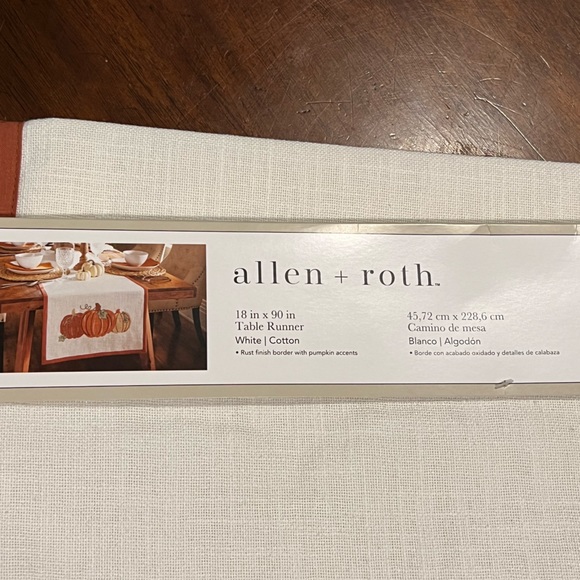 allen + roth™
18 in x 90 in
Table Runner
White | Cotton
• Rust finish border with pumpkin accents
45,72 cm x 228,6 cm
Camino de mesa
Blanco | Algodón
• Borde con acabado oxidado y detalles de calabaza